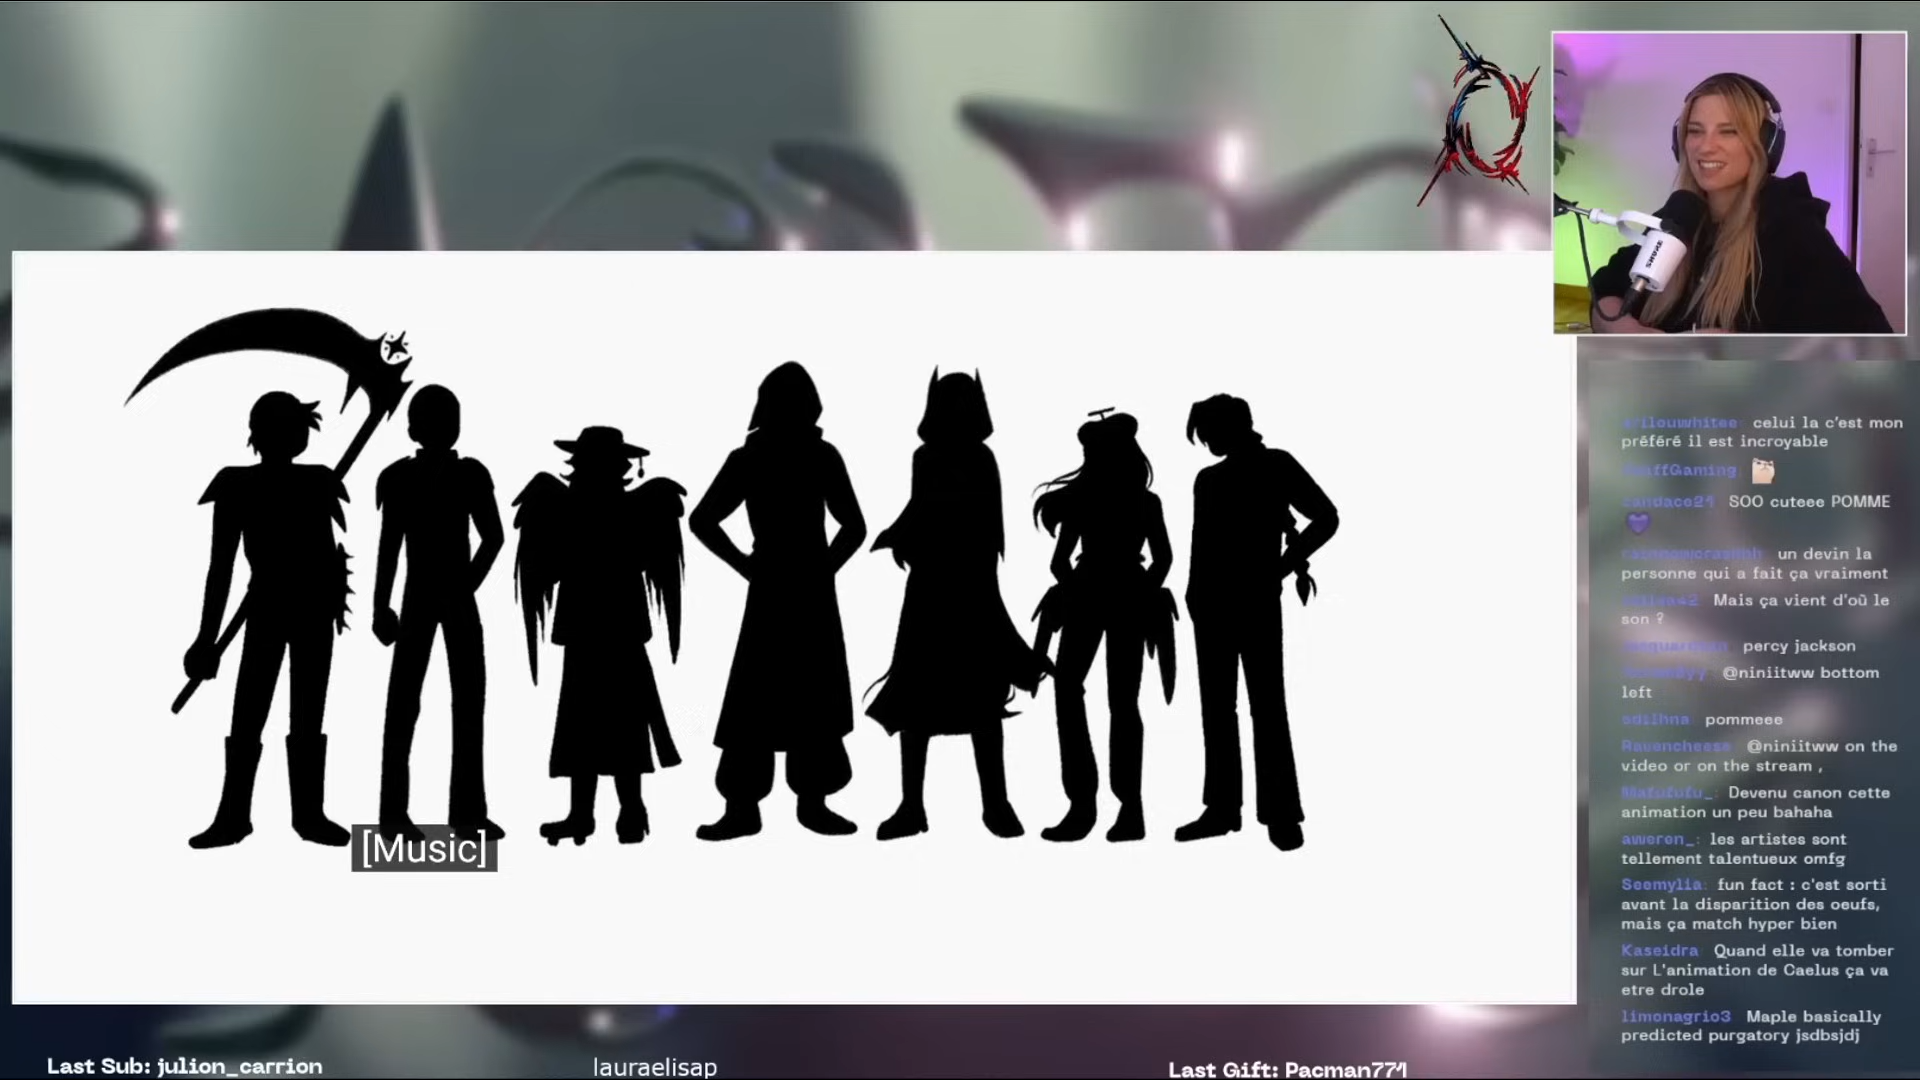 celui la c'est mon
préféré il est incroyable
SOO cuteee POMME
un devin la
personne qui a fait ça vraiment
Mais ça vient d'où le
son ?
percy jackson
@niniitww bottom
left
odilhna pommeee
Ravencheese @niniitww on the
video or on the stream ,
Mafufufu_: Devenu canon cette
animation un peu bahaha
aweren_: les artistes sont
tellement talentueux omfg
Seemylia: fun fact : c'est sorti
avant la disparition des oeufs,
mais ça match hyper bien
Kaseidra Quand elle va tomber
sur L'animation de Caelus ça va
etre drole
limonagrio3 Maple basically
predicted purgatory jsdbsjdj
[Music]
Last Sub: julion_carrion
lauraelisap
Last Gift: Pacman771